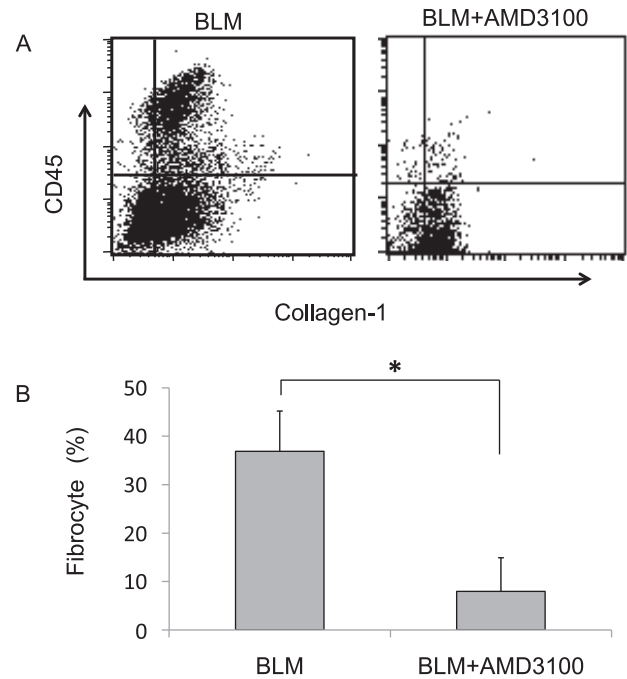 A
BLM
BLM+AMD3100
CD45
Collagen-1
B
*
Fibrocyte (%)
50
40
30
20
10
0
BLM
BLM+AMD3100